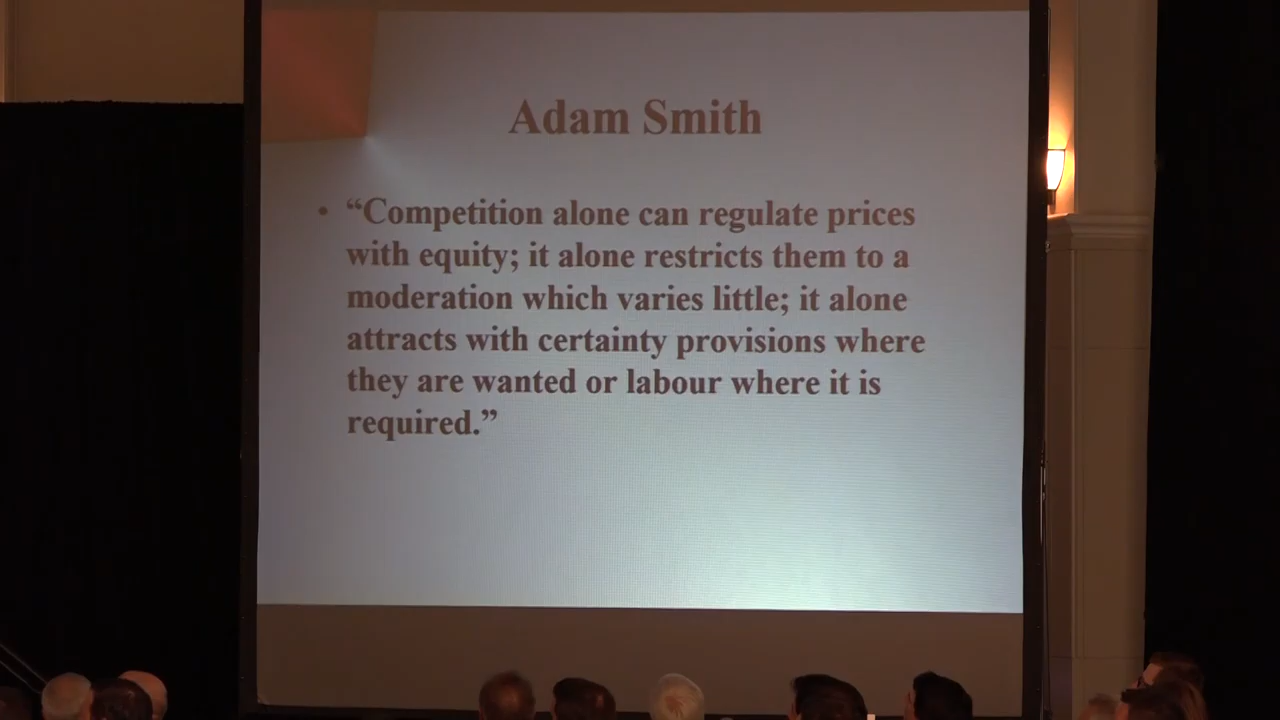 Adam Smith
• “Competition alone can regulate prices
with equity; it alone restricts them to a
moderation which varies little; it alone
attracts with certainty provisions where
they are wanted or labour where it is
required.”